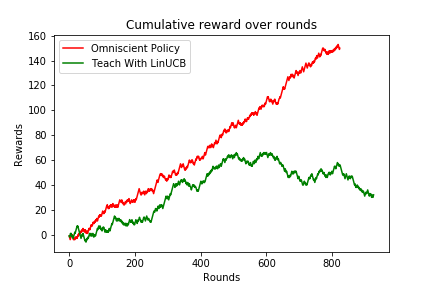 Cumulative reward over rounds
160
140
120
100
80
60
40
20
0
Rewards
Omniscient Policy
Teach With LinUCB
0 200 400 600 800
Rounds